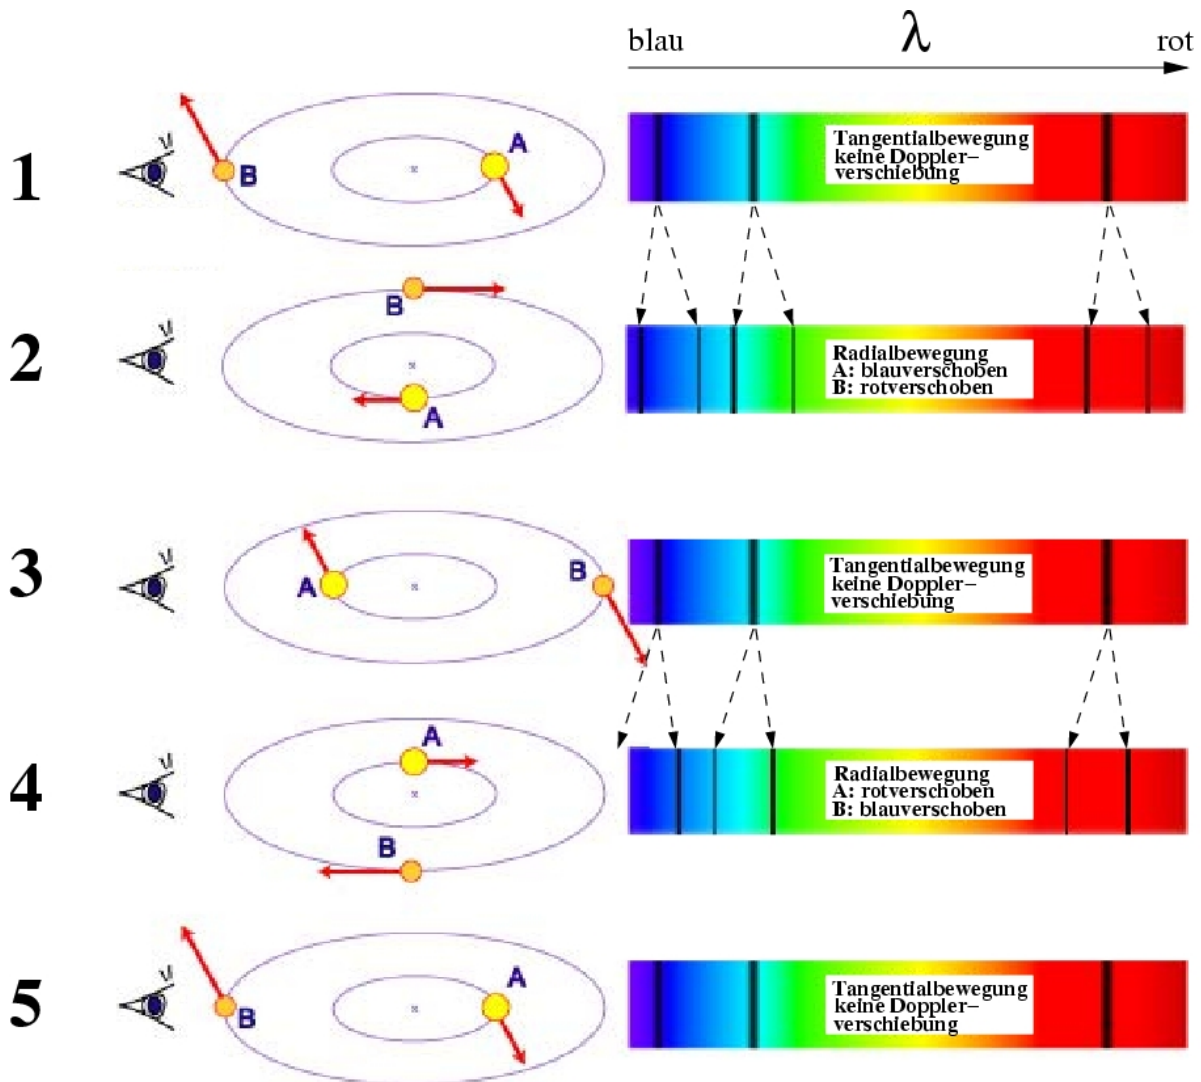 blau λ rot
1
B
A
Tangentialbewegung
keine Doppler–
verschiebung
2
B
A
Radialbewegung
A: blauverschoben
B: rotverschoben
3
A
B
Tangentialbewegung
keine Doppler–
verschiebung
4
A
B
Radialbewegung
A: rotverschoben
B: blauverschoben
5
B
A
Tangentialbewegung
keine Doppler–
verschiebung